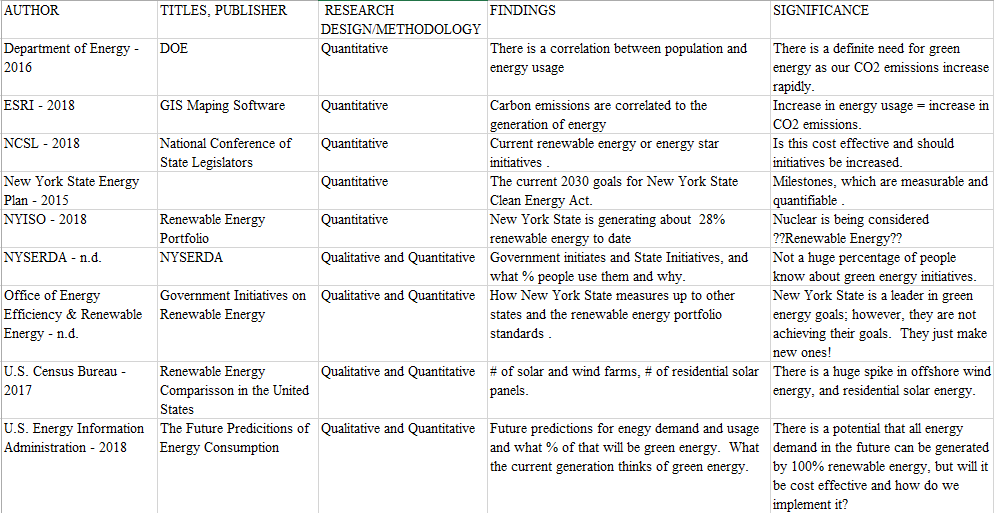 AUTHOR TITLES, PUBLISHER RESEARCH DESIGN/METHODOLOGY FINDINGS SIGNIFICANCE
Department of Energy -
2016
DOE
Quantitative
There is a correlation between population and
energy usage
There is a definite need for green
energy as our CO2 emissions increase
rapidly.
ESRI - 2018
GIS Maping Software
Quantitative
Carbon emissions are correlated to the
generation of energy
Increase in energy usage = increase in
CO2 emissions.
NCSL - 2018
National Conference of
State Legislators
Quantitative
Current renewable energy or energy star
initiatives .
Is this cost effective and should
initiatives be increased.
New York State Energy
Plan - 2015
Quantitative
The current 2030 goals for New York State
Clean Energy Act.
Milestones, which are measurable and
quantifiable .
NYISO - 2018
Renewable Energy
Portfolio
Quantitative
New York State is generating about 28%
renewable energy to date
Nuclear is being considered
??Renewable Energy??
NYSERDA - n.d.
NYSERDA
Qualitative and Quantitative
Government initiates and State Initiatives, and
what % people use them and why.
Not a huge percentage of people
know about green energy initiatives.
Office of Energy
Efficiency & Renewable
Energy - n.d.
Government Initiatives on
Renewable Energy
Qualitative and Quantitative
How New York State measures up to other
states and the renewable energy portfolio
standards .
New York State is a leader in green
energy goals; however, they are not
achieving their goals. They just make
new ones!
U.S. Census Bureau -
2017
Renewable Energy
Comparisson in the United
States
Qualitative and Quantitative
# of solar and wind farms, # of residential solar
panels.
There is a huge spike in offshore wind
energy, and residential solar energy.
U.S. Energy Information
Administration - 2018
The Future Predicitions of
Energy Consumption
Qualitative and Quantitative
Future predictions for enegy demand and usage
and what % of that will be green energy. What
the current generation thinks of green energy.
There is a potential that all energy
demand in the future can be generated
by 100% renewable energy, but will it
be cost effective and how do we
implement it?